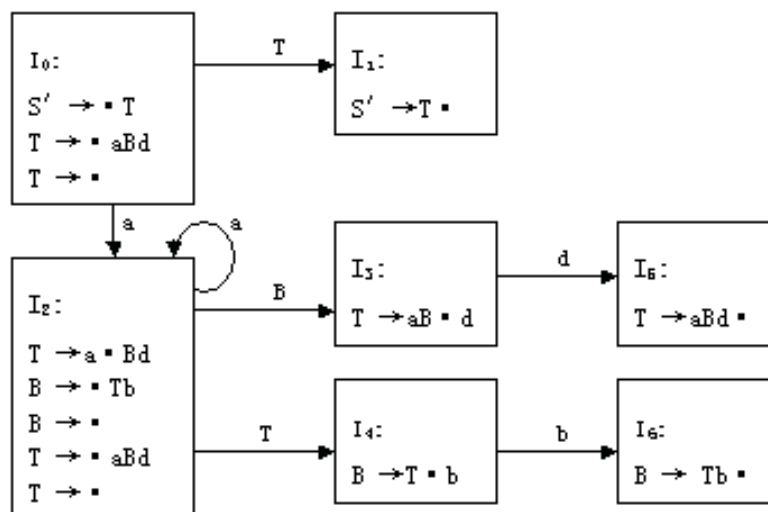 I₀:
S′ → · T
T → · aBd
T → ·
T
I₁:
S′ → T ·
a
a
I₂:
T → a · Bd
B → · Tb
B → ·
T → · aBd
T → ·
B
I₃:
T → aB · d
d
I₅:
T → aBd ·
T
I₄:
B → T · b
b
I₆:
B → Tb ·